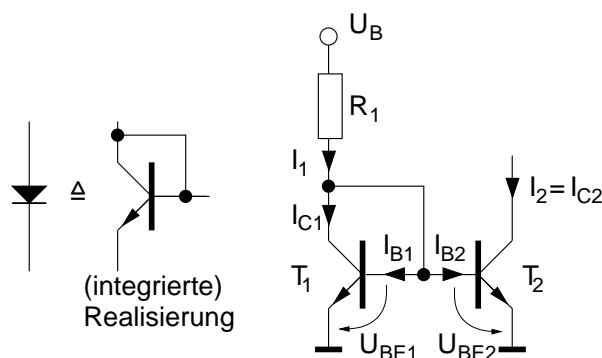 U_B
R_1
I_1
I_C1
I_B1
I_B2
I_2=I_C2
T_1
T_2
U_BE1
U_BE2
≙
(integrierte)
Realisierung